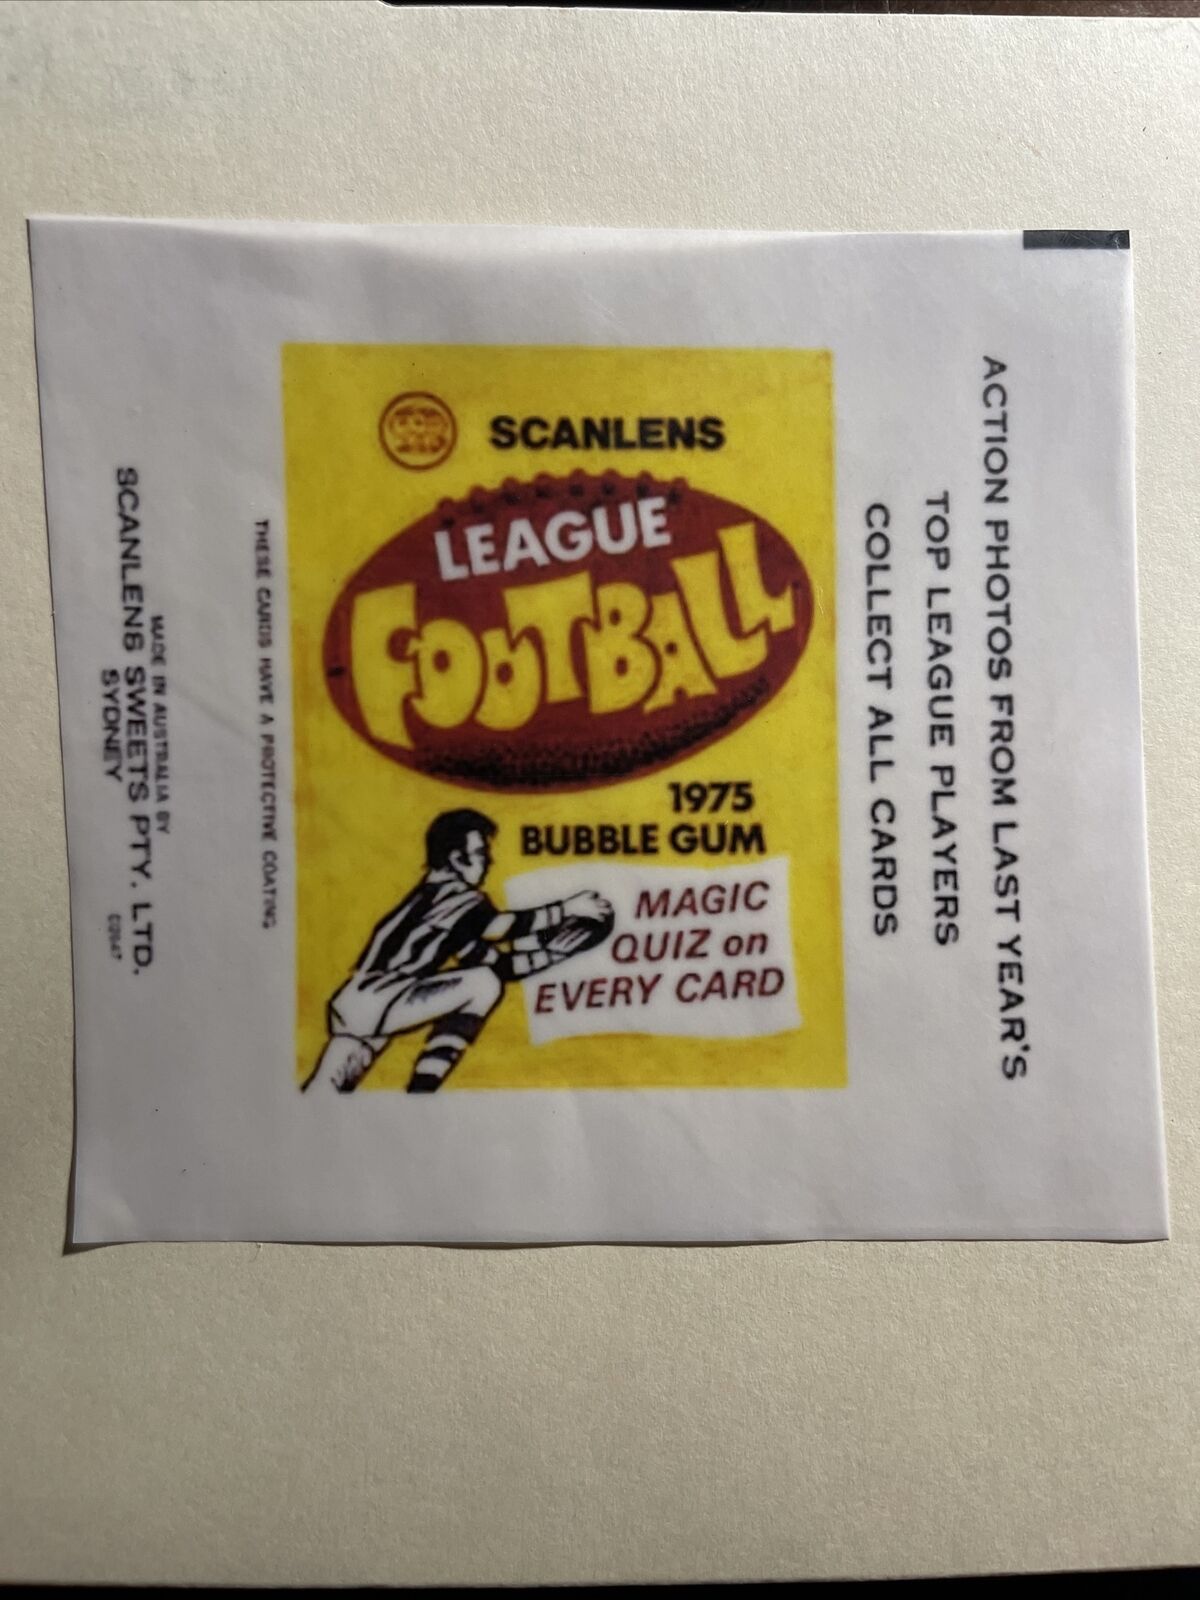 SCANLENS
LEAGUE
FOOTBALL
1975
BUBBLE GUM
MAGIC
QUIZ on
EVERY CARD
ACTION PHOTOS FROM LAST YEAR'S
TOP LEAGUE PLAYERS
COLLECT ALL CARDS
THESE CARDS HAVE A PROTECTIVE COATING
MADE IN AUSTRALIA BY
SCANLENS SWEETS PTY. LTD.
SYDNEY